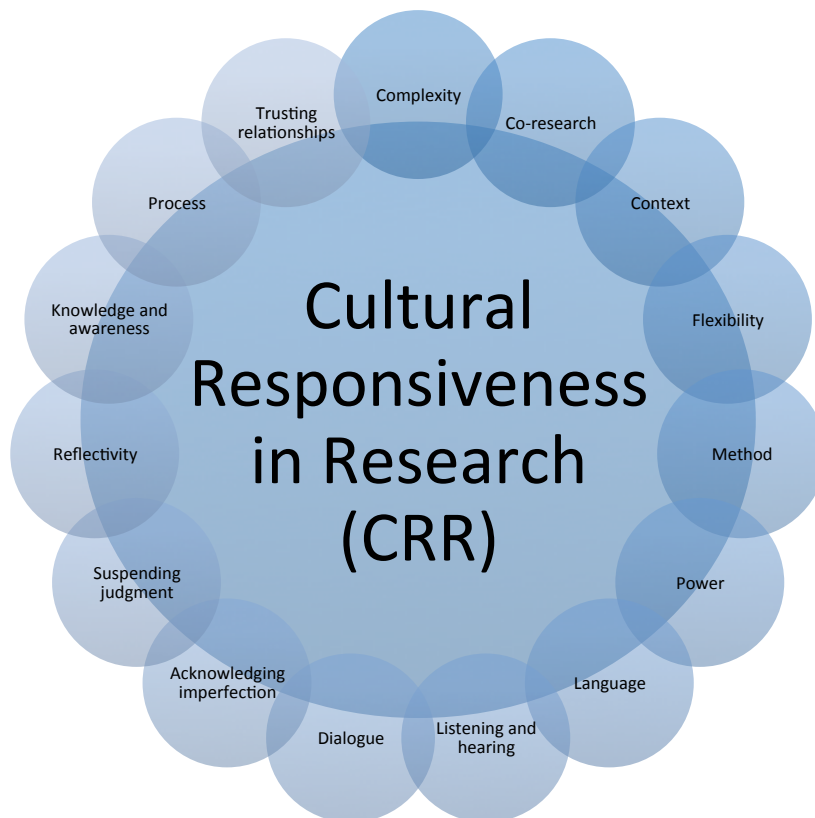 Cultural
Responsiveness
in Research
(CRR)
Complexity
Co-research
Context
Flexibility
Method
Power
Language
Listening and
hearing
Dialogue
Acknowledging
imperfection
Suspending
judgment
Reflectivity
Knowledge and
awareness
Process
Trusting
relationships